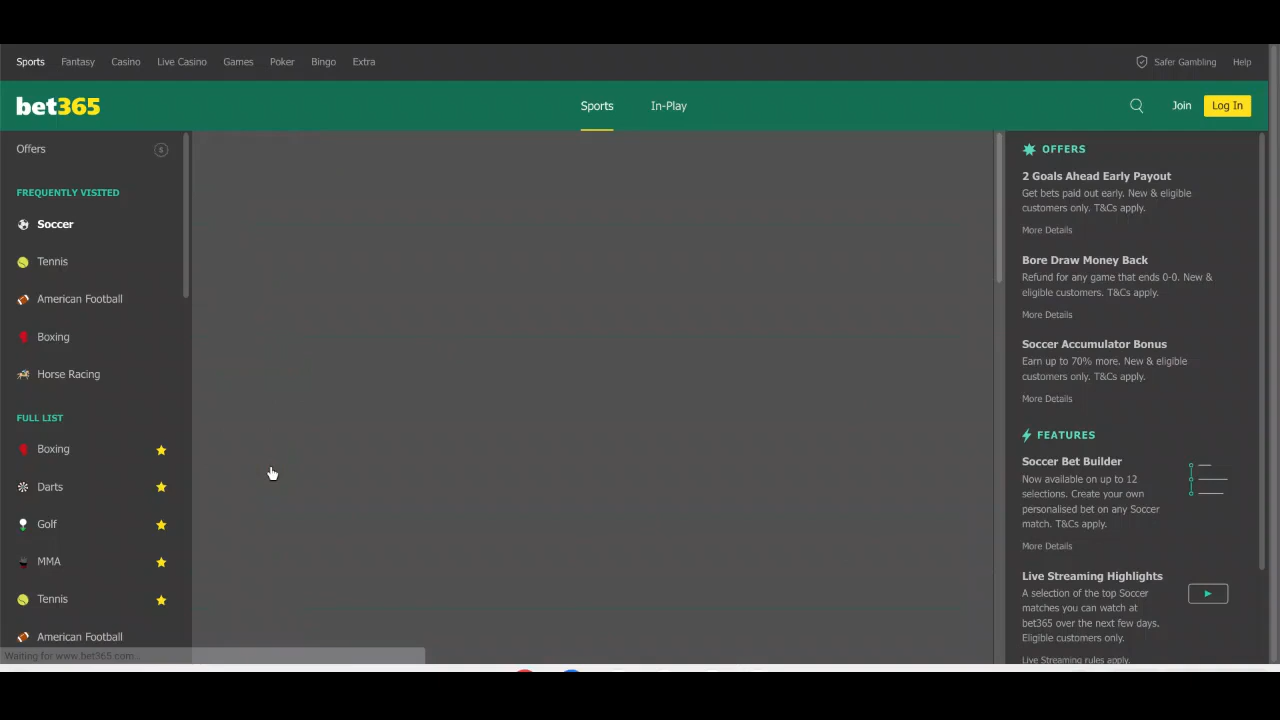 Sports Fantasy Casino Live Casino Games Poker Bingo Extra Safer Gambling Help
bet365 Sports In-Play Join Log In
Offers
FREQUENTLY VISITED
Soccer
Tennis
American Football
Boxing
Horse Racing
FULL LIST
Boxing
Darts
Golf
MMA
Tennis
American Football
Waiting for www.bet365.com...
OFFERS
2 Goals Ahead Early Payout
Get bets paid out early. New & eligible
customers only. T&Cs apply.
More Details
Bore Draw Money Back
Refund for any game that ends 0-0. New &
eligible customers. T&Cs apply.
More Details
Soccer Accumulator Bonus
Earn up to 70% more. New & eligible
customers only. T&Cs apply.
More Details
FEATURES
Soccer Bet Builder
Now available on up to 12
selections. Create your own
personalised bet on any Soccer
match. T&Cs apply.
More Details
Live Streaming Highlights
A selection of the top Soccer
matches you can watch at
bet365 over the next few days.
Eligible customers only.
Live Streaming rules apply.